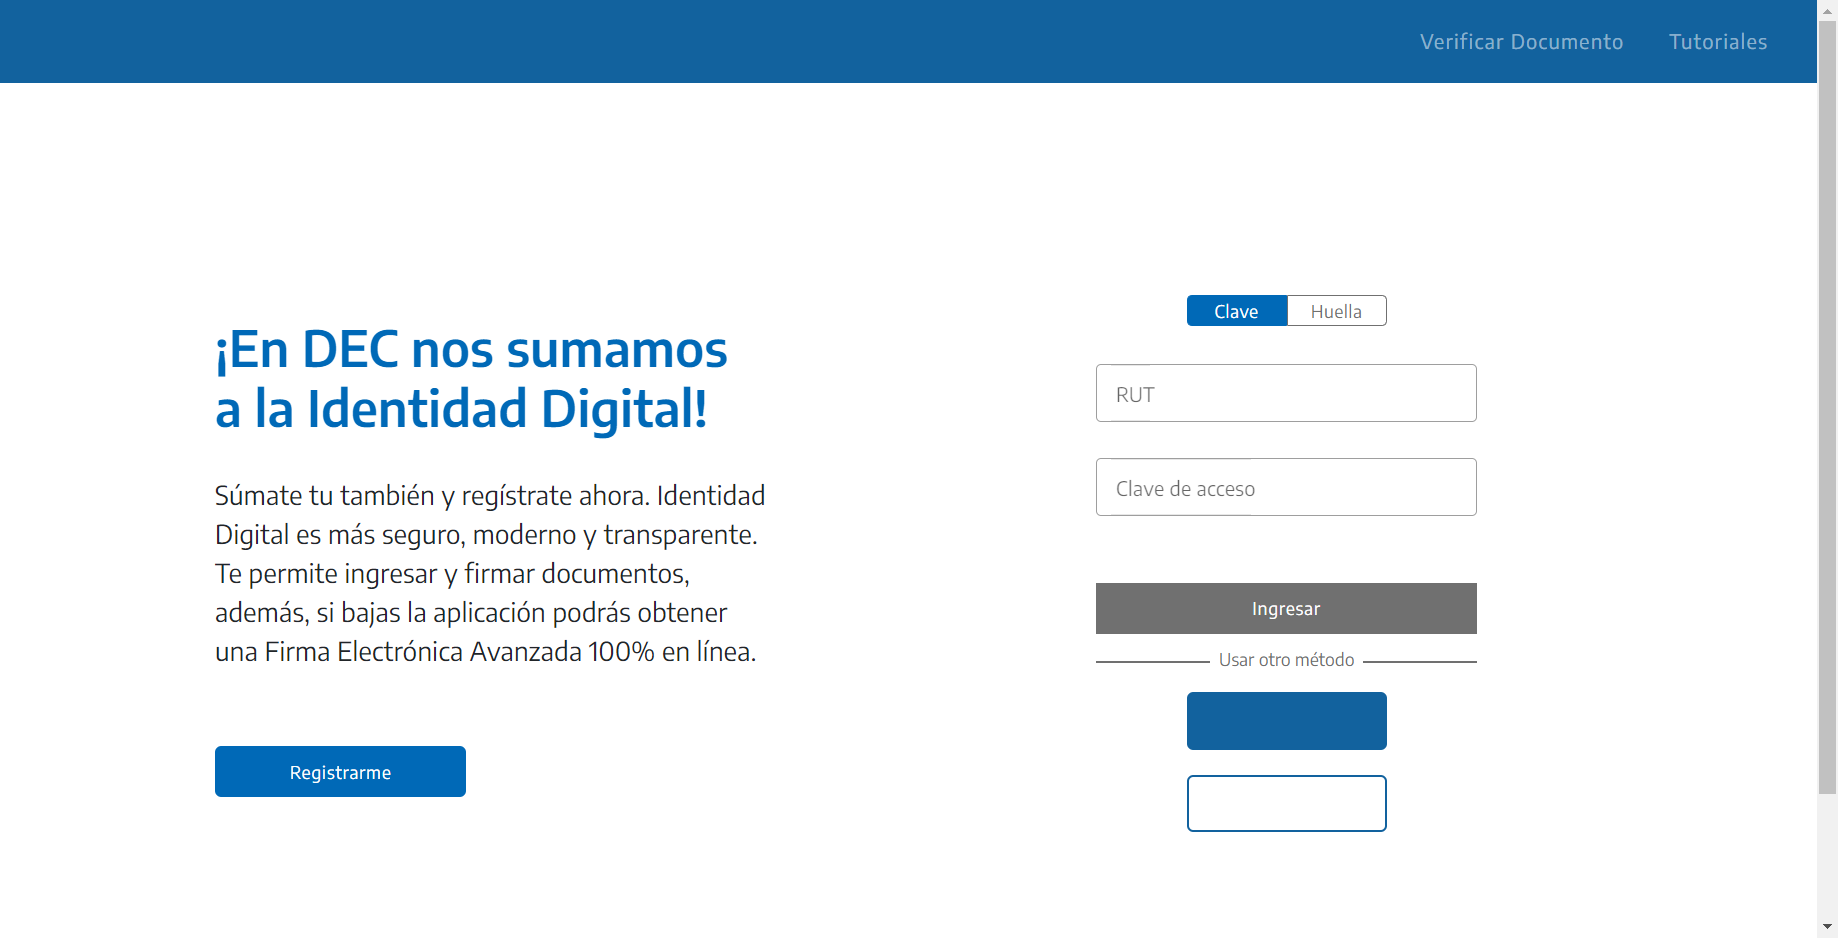 Verificar Documento
Tutoriales
¡En DEC nos sumamos
a la Identidad Digital!
Súmate tu también y regístrate ahora. Identidad
Digital es más seguro, moderno y transparente.
Te permite ingresar y firmar documentos,
además, si bajas la aplicación podrás obtener
una Firma Electrónica Avanzada 100% en línea.
Registrarme
Clave
Huella
RUT
Clave de acceso
Ingresar
Usar otro método